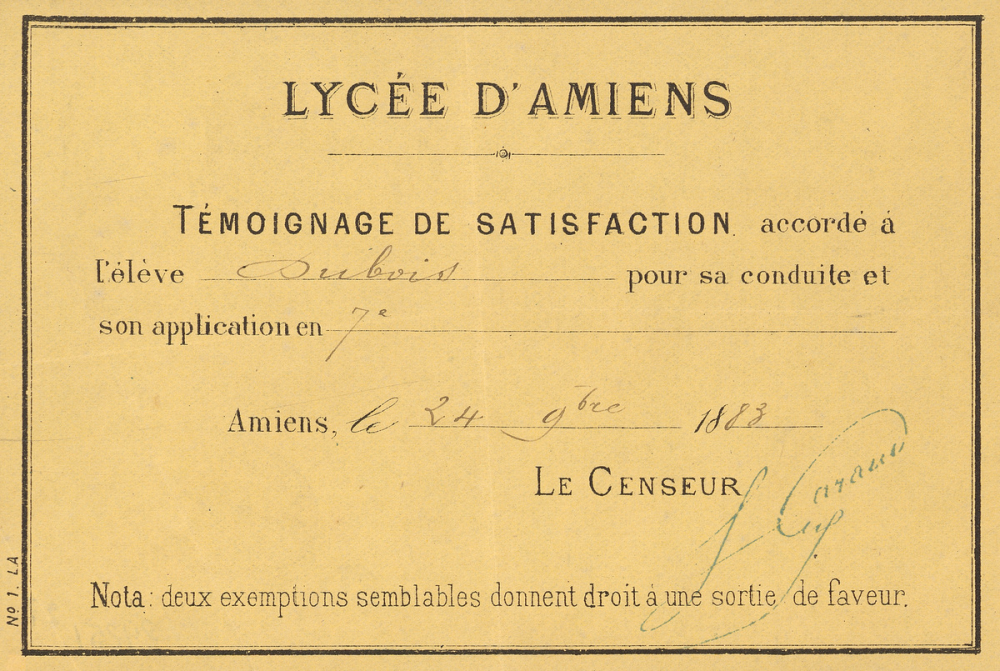 LYCÉE D'AMIENS
TÉMOIGNAGE DE SATISFACTION accordé à
l'élève Dubois pour sa conduite et
son application en 7e
Amiens, le 24 9bre 1883
LE CENSEUR
Nota: deux exemptions semblables donnent droit à une sortie de faveur.
No 1. LA